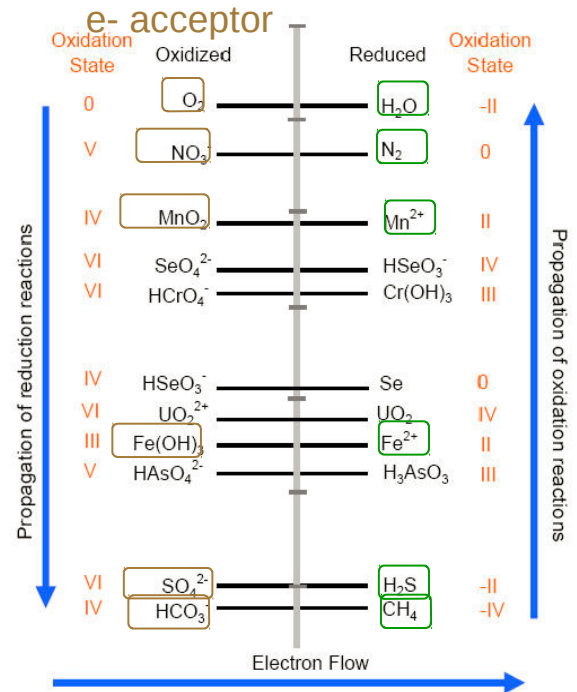 e- acceptor
Oxidation State Oxidized Reduced Oxidation State
0 O₂ H₂O -II
V NO₃⁻ N₂ 0
IV MnO₂ Mn²⁺ II
VI SeO₄²⁻ HSeO₃⁻ IV
VI HCrO₄⁻ Cr(OH)₃ III
IV HSeO₃⁻ Se 0
VI UO₂²⁺ UO₂ IV
III Fe(OH)₃ Fe²⁺ II
V HAsO₄²⁻ H₃AsO₃ III
VI SO₄²⁻ H₂S -II
IV HCO₃⁻ CH₄ -IV
Propagation of reduction reactions
Propagation of oxidation reactions
Electron Flow